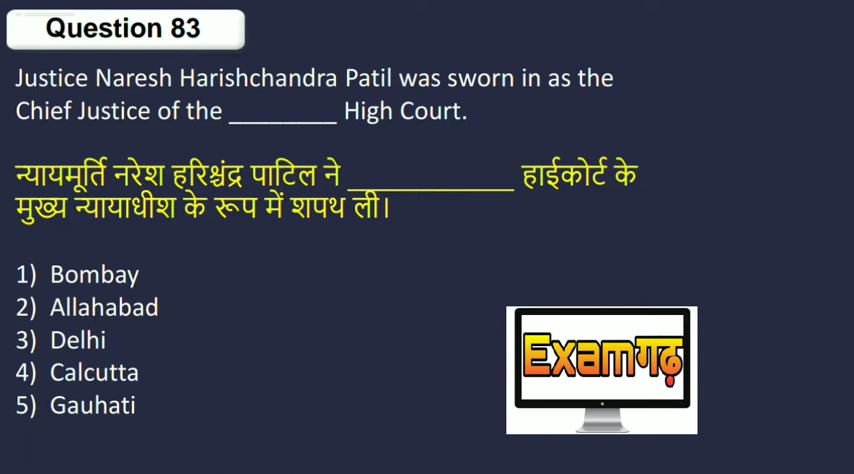 Question 83
Justice Naresh Harishchandra Patil was sworn in as the
Chief Justice of the ________ High Court.
न्यायमूर्ति नरेश हरिश्चंद्र पाटिल ने ____________ हाईकोर्ट के
मुख्य न्यायाधीश के रूप में शपथ ली।
1) Bombay
2) Allahabad
3) Delhi
4) Calcutta
5) Gauhati
Examगढ़